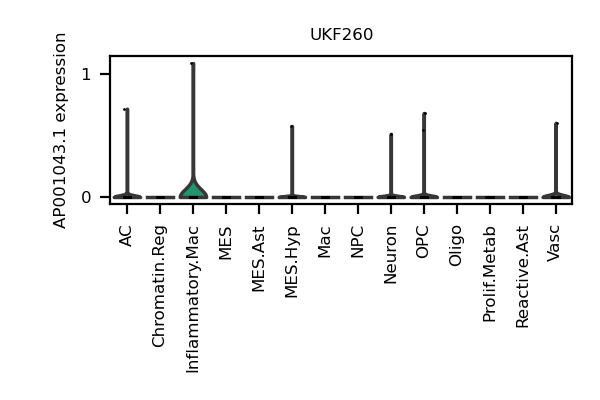 UKF260
AP001043.1 expression
1
0
AC
Chromatin.Reg
Inflammatory.Mac
MES
MES.Ast
MES.Hyp
Mac
NPC
Neuron
OPC
Oligo
Prolif.Metab
Reactive.Ast
Vasc